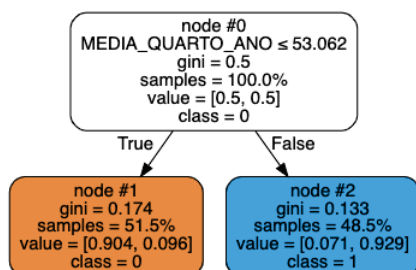 node #0
MEDIA_QUARTO_ANO ≤ 53.062
gini = 0.5
samples = 100.0%
value = [0.5, 0.5]
class = 0
True
False
node #1
gini = 0.174
samples = 51.5%
value = [0.904, 0.096]
class = 0
node #2
gini = 0.133
samples = 48.5%
value = [0.071, 0.929]
class = 1